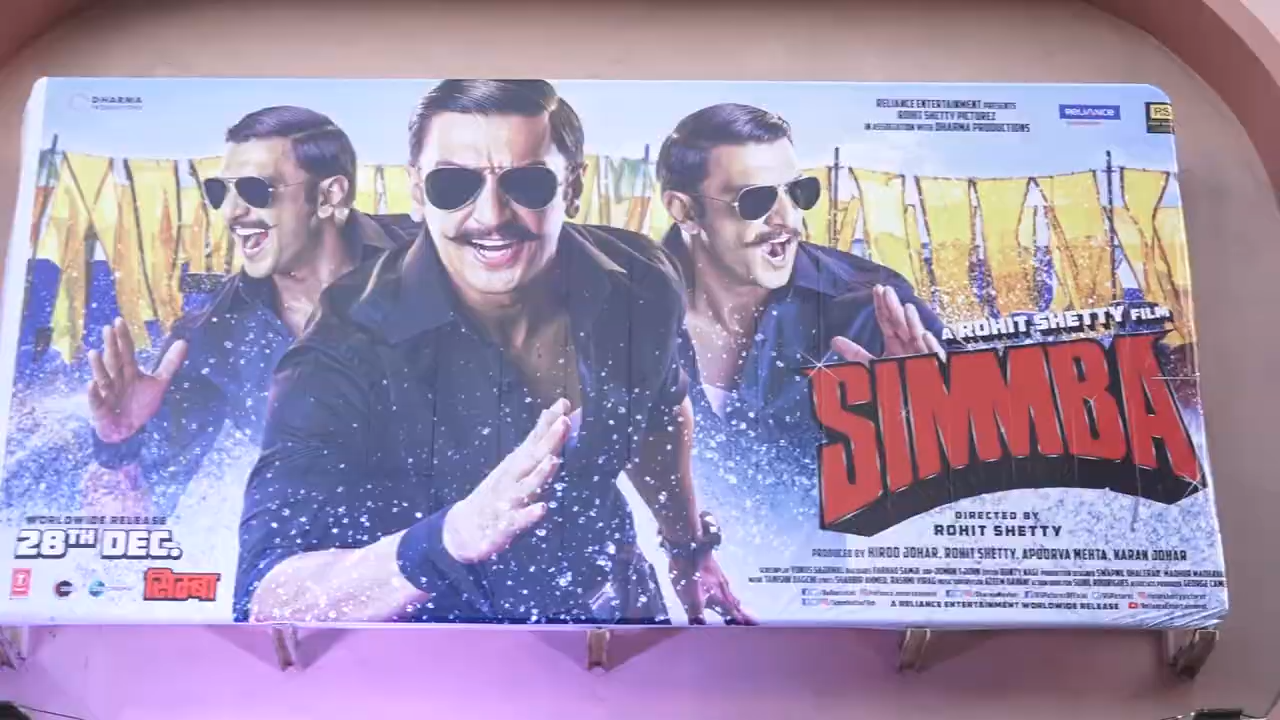 DHARMA
PRODUCTIONS
RELIANCE ENTERTAINMENT PRESENTS
ROHIT SHETTY PICTUREZ
IN ASSOCIATION WITH DHARMA PRODUCTIONS
RELIANCE
RS
A ROHIT SHETTY FILM
SIMMBA
DIRECTED BY
ROHIT SHETTY
WORLDWIDE RELEASE
28TH DEC.
सिम्बा
PRODUCED BY HIROO JOHAR, ROHIT SHETTY, APOORVA MEHTA, KARAN JOHAR
A RELIANCE ENTERTAINMENT WORLDWIDE RELEASE